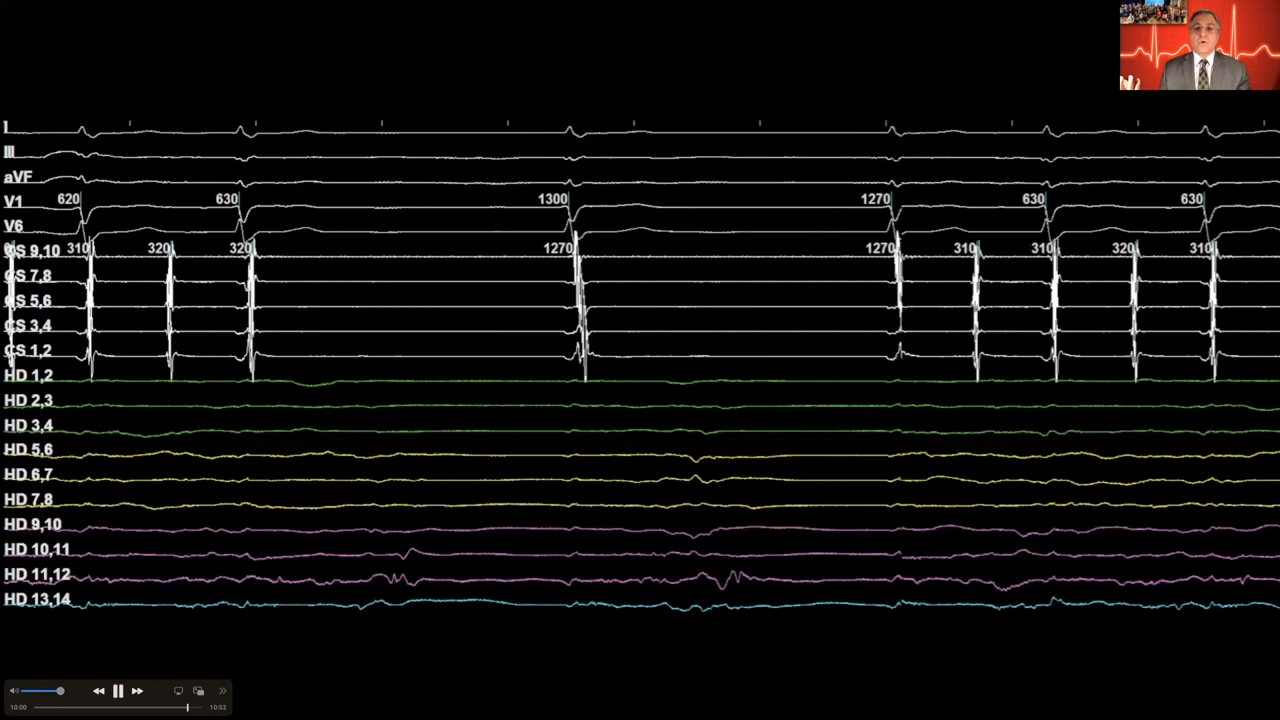 I
III
aVF
620 630 1300 1270 630 630
V1
V6
310 320 320 1270 1270 310 310 320 310
CS 9,10
CS 7,8
CS 5,6
CS 3,4
CS 1,2
HD 1,2
HD 2,3
HD 3,4
HD 5,6
HD 6,7
HD 7,8
HD 9,10
HD 10,11
HD 11,12
HD 13,14
10:00 10:52